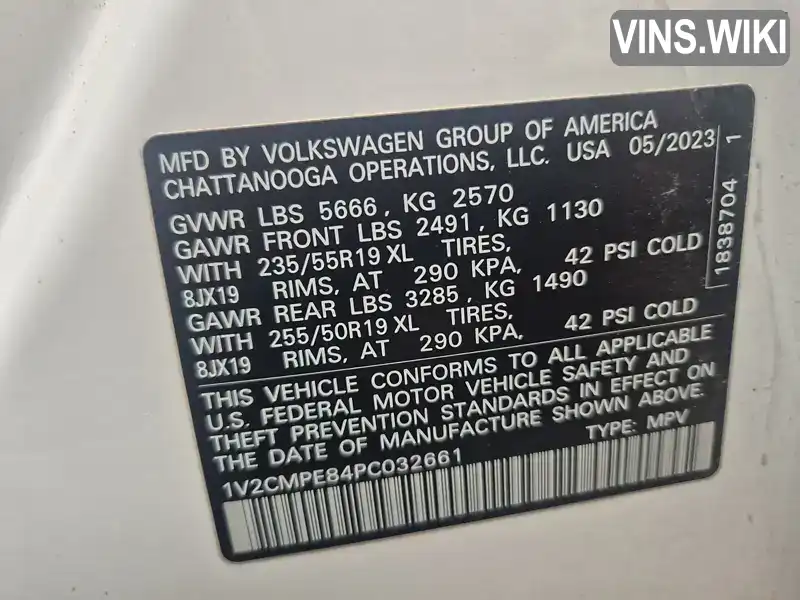 VINS.WIKI
MFD BY VOLKSWAGEN GROUP OF AMERICA
CHATTANOOGA OPERATIONS, LLC. USA 05/2023
GVWR LBS 5666, KG 2570
GAWR FRONT LBS 2491, KG 1130
WITH 235/55R19 XL TIRES,
8JX19 RIMS, AT 290 KPA, 42 PSI COLD
GAWR REAR LBS 3285, KG 1490
WITH 255/50R19 XL TIRES,
8JX19 RIMS, AT 290 KPA, 42 PSI COLD
THIS VEHICLE CONFORMS TO ALL APPLICABLE
U.S. FEDERAL MOTOR VEHICLE SAFETY AND
THEFT PREVENTION STANDARDS IN EFFECT ON
THE DATE OF MANUFACTURE SHOWN ABOVE.
1V2CMPE84PC032661 TYPE: MPV
1838704 1